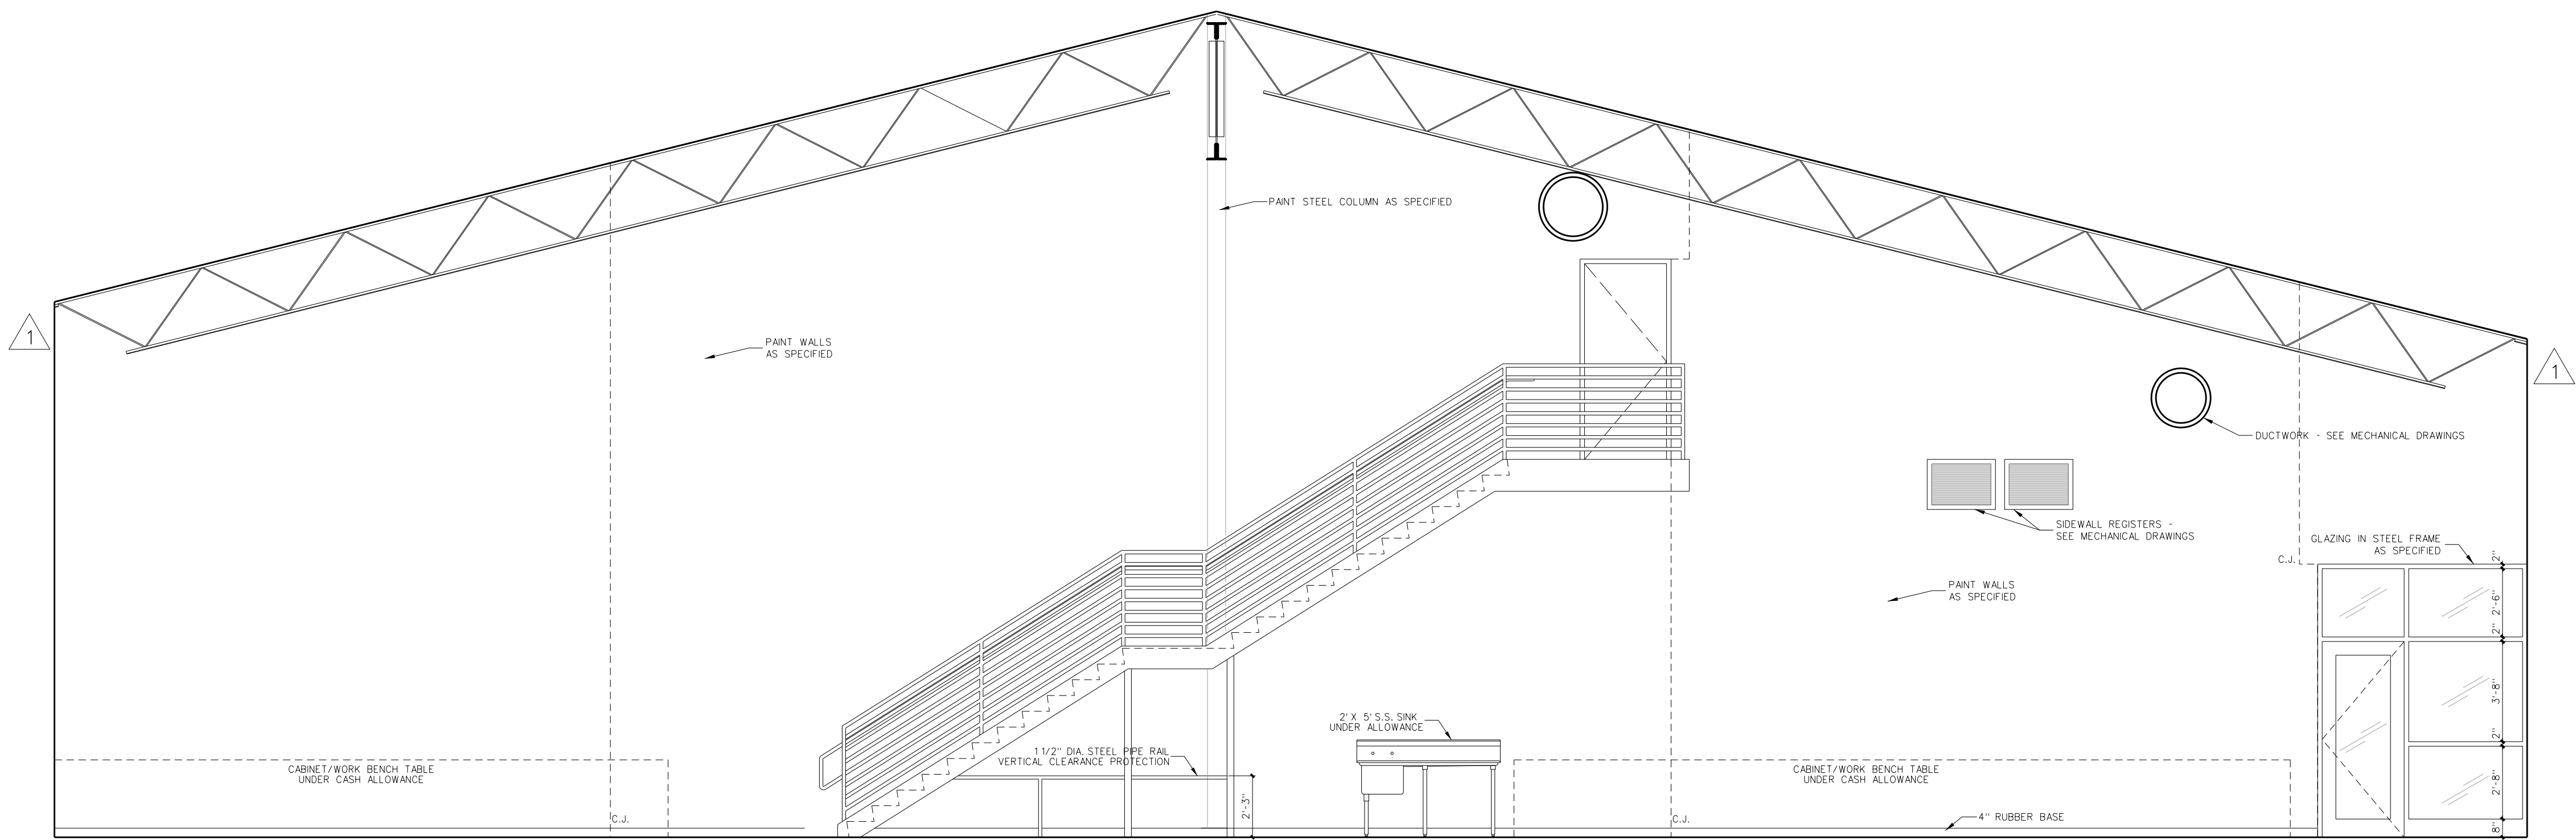 PAINT STEEL COLUMN AS SPECIFIED
1
PAINT WALLS
AS SPECIFIED
1
DUCTWORK - SEE MECHANICAL DRAWINGS
SIDEWALL REGISTERS -
SEE MECHANICAL DRAWINGS
GLAZING IN STEEL FRAME
AS SPECIFIED
C.J.
2"
PAINT WALLS
AS SPECIFIED
2'-6"
2"
3'-8"
2"
2'-8"
8"
2' X 5' S.S. SINK
UNDER ALLOWANCE
1 1/2" DIA. STEEL PIPE RAIL
VERTICAL CLEARANCE PROTECTION
2'-3"
CABINET/WORK BENCH TABLE
UNDER CASH ALLOWANCE
CABINET/WORK BENCH TABLE
UNDER CASH ALLOWANCE
C.J.
C.J.
4" RUBBER BASE